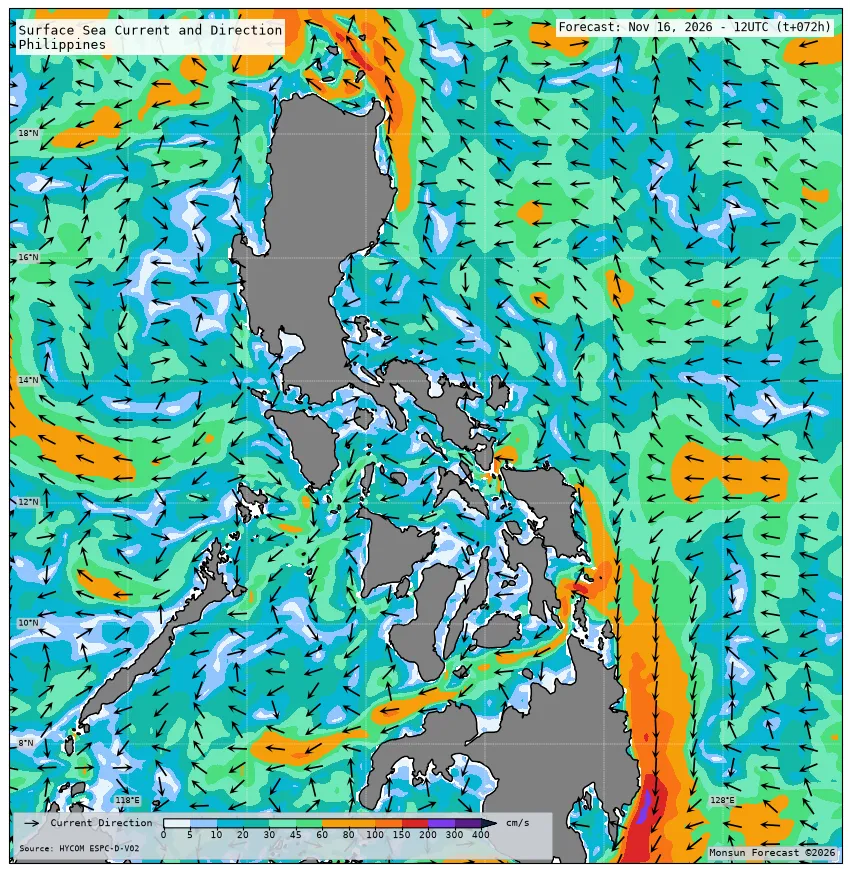 Surface Sea Current and Direction
Philippines
Forecast: Nov 16, 2026 - 12UTC (t+072h)
18°N
16°N
14°N
12°N
10°N
8°N
118°E
128°E
Current Direction
0 5 10 20 30 45 60 80 100 150 200 300 400
cm/s
Source: HYCOM ESPC-D-V02
Monsun Forecast ©2026